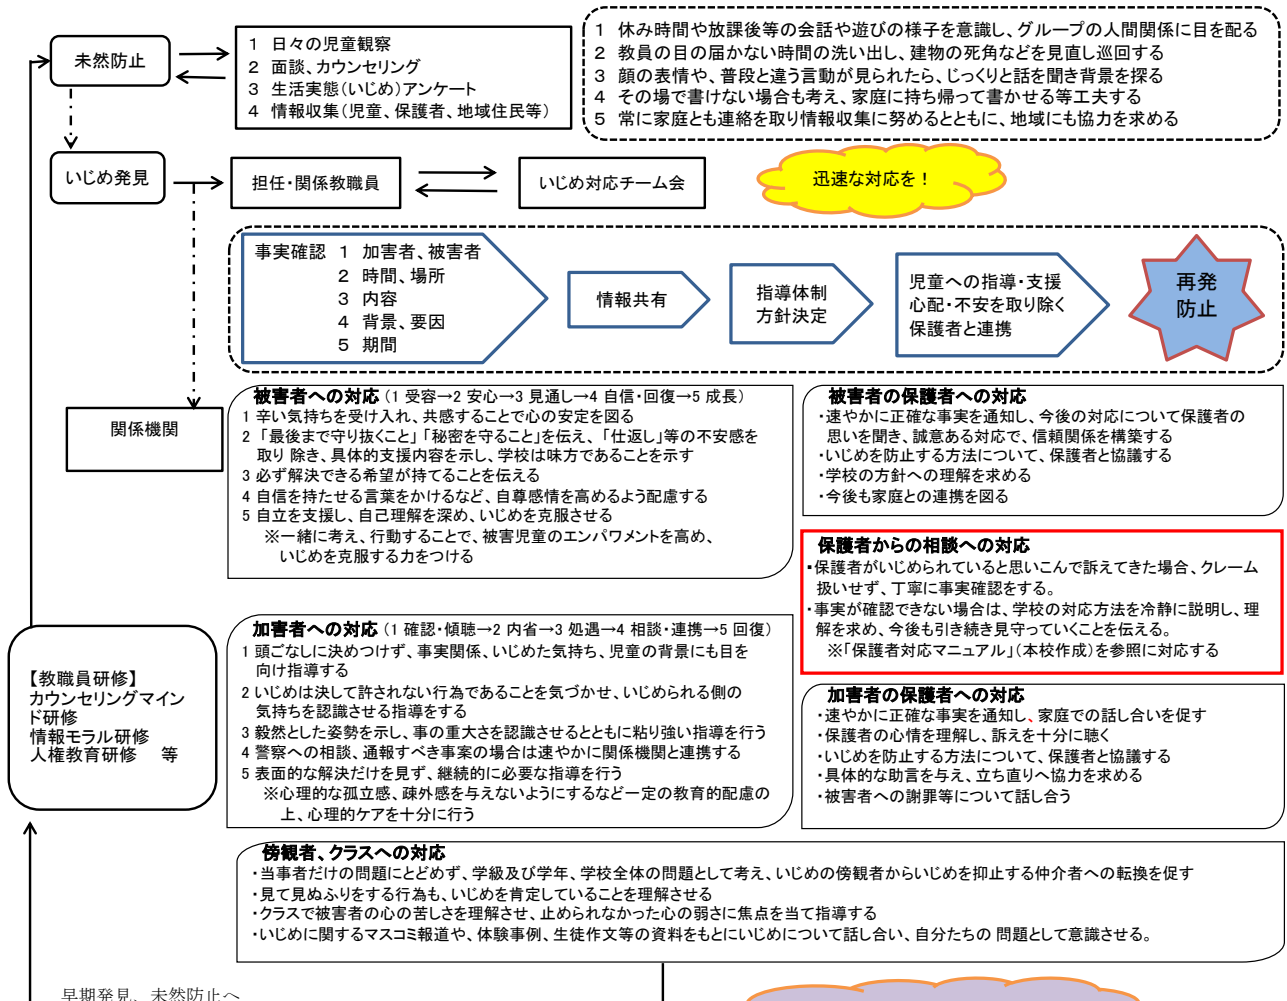 未然防止
1 日々の児童観察
2 面談、カウンセリング
3 生活実態(いじめ)アンケート
4 情報収集(児童、保護者、地域住民等)
1 休み時間や放課後等の会話や遊びの様子を意識し、グループの人間関係に目を配る
2 教員の目の届かない時間の洗い出し、建物の死角などを見直し巡回する
3 顔の表情や、普段と違う言動が見られたら、じっくりと話を聞き背景を探る
4 その場で書けない場合も考え、家庭に持ち帰って書かせる等工夫する
5 常に家庭とも連絡を取り情報収集に努めるとともに、地域にも協力を求める
いじめ発見
担任・関係教職員
いじめ対応チーム会
迅速な対応を！
事実確認 1 加害者、被害者
2 時間、場所
3 内容
4 背景、要因
5 期間
情報共有
指導体制
方針決定
児童への指導・支援
心配・不安を取り除く
保護者と連携
再発
防止
関係機関
被害者への対応(1 受容→2 安心→3 見通し→4 自信・回復→5 成長)
1 辛い気持ちを受け入れ、共感することで心の安定を図る
2 「最後まで守り抜くこと」「秘密を守ること」を伝え、「仕返し」等の不安感を
取り 除き、具体的支援内容を示し、学校は味方であることを示す
3 必ず解決できる希望が持てることを伝える
4 自信を持たせる言葉をかけるなど、自尊感情を高めるよう配慮する
5 自立を支援し、自己理解を深め、いじめを克服させる
※一緒に考え、行動することで、被害児童のエンパワメントを高め、
いじめを克服する力をつける
被害者の保護者への対応
・速やかに正確な事実を通知し、今後の対応について保護者の
思いを聞き、誠意ある対応で、信頼関係を構築する
・いじめを防止する方法について、保護者と協議する
・学校の方針への理解を求める
・今後も家庭との連携を図る
保護者からの相談への対応
・保護者がいじめられていると思いこんで訴えてきた場合、クレーム
扱いせず、丁寧に事実確認をする。
・事実が確認できない場合は、学校の対応方法を冷静に説明し、理
解を求め、今後も引き続き見守っていくことを伝える。
※「保護者対応マニュアル」(本校作成)を参照に対応する
【教職員研修】
カウンセリングマイン
ド研修
情報モラル研修
人権教育研修 等
加害者への対応(1 確認・傾聴→2 内省→3 処遇→4 相談・連携→5 回復)
1 頭ごなしに決めつけず、事実関係、いじめた気持ち、児童の背景にも目を
向け指導する
2 いじめは決して許されない行為であることを気づかせ、いじめられる側の
気持ちを認識させる指導をする
3 毅然とした姿勢を示し、事の重大さを認識させるとともに粘り強い指導を行う
4 警察への相談、通報すべき事案の場合は速やかに関係機関と連携する
5 表面的な解決だけを見ず、継続的に必要な指導を行う
※心理的な孤立感、疎外感を与えないようにするなど一定の教育的配慮の
上、心理的ケアを十分に行う
加害者の保護者への対応
・速やかに正確な事実を通知し、家庭での話し合いを促す
・保護者の心情を理解し、訴えを十分に聴く
・いじめを防止する方法について、保護者と協議する
・具体的な助言を与え、立ち直りへ協力を求める
・被害者への謝罪等について話し合う
傍観者、クラスへの対応
・当事者だけの問題にとどめず、学級及び学年、学校全体の問題として考え、いじめの傍観者からいじめを抑止する仲介者への転換を促す
・見て見ぬふりをする行為も、いじめを肯定していることを理解させる
・クラスで被害者の心の苦しさを理解させ、止められなかった心の弱さに焦点を当て指導する
・いじめに関するマスコミ報道や、体験事例、生徒作文等の資料をもとにいじめについて話し合い、自分たちの 問題として意識させる。
早期発見、未然防止へ